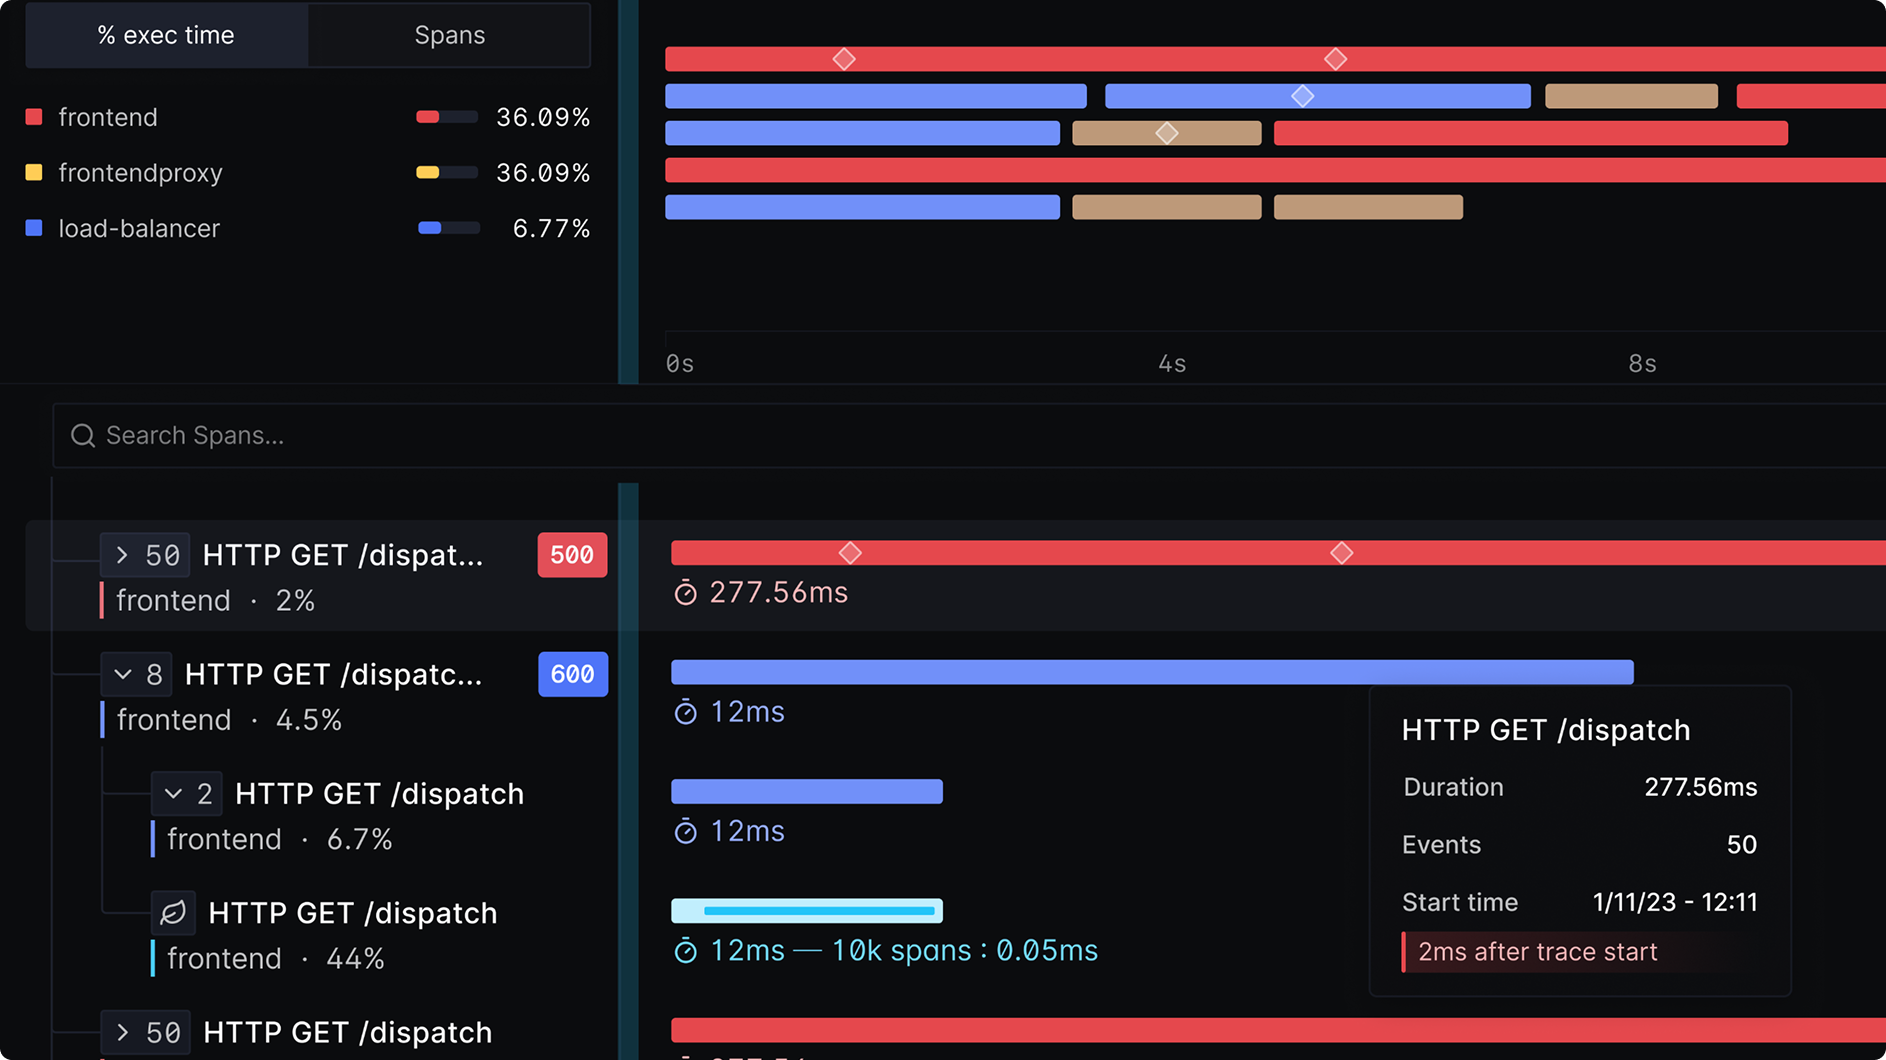 % exec time Spans
frontend 36.09%
frontendproxy 36.09%
load-balancer 6.77%
0s 4s 8s
Search Spans...
50 HTTP GET /dispat... 500
frontend · 2%
277.56ms
8 HTTP GET /dispatc... 600
frontend · 4.5%
12ms
2 HTTP GET /dispatch
frontend · 6.7%
12ms
HTTP GET /dispatch
frontend · 44%
12ms — 10k spans : 0.05ms
HTTP GET /dispatch
Duration 277.56ms
Events 50
Start time 1/11/23 - 12:11
2ms after trace start
50 HTTP GET /dispatch